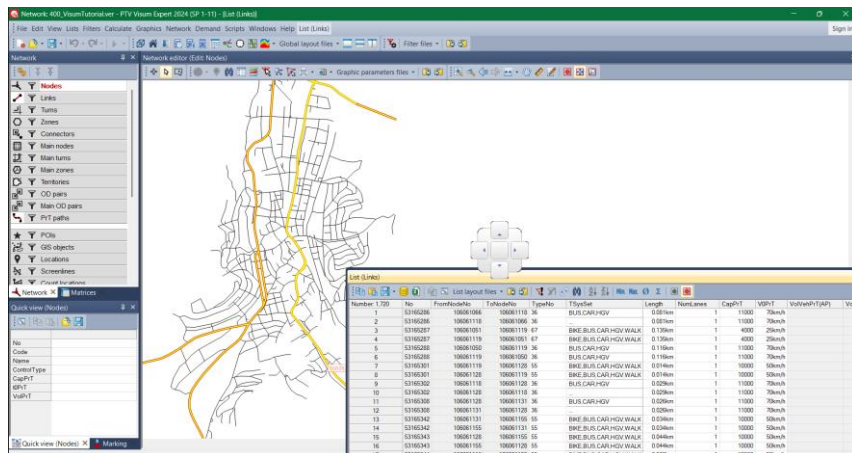 Network: 400_VisumTutorial.ver - PTV Visum Expert 2024 (SP 1-11) - [List (Links)]
File Edit View Lists Filters Calculate Graphics Network Demand Scripts Windows Help List (Links)
Sign in
Global layout files
Filter files
Network
Network editor (Edit: Nodes)
Graphic parameters files
Nodes
Links
Turns
Zones
Connectors
Main nodes
Main turns
Main zones
Territories
OD pairs
Main OD pairs
PrT paths
POIs
GIS objects
Locations
Screenlines
Count locations
Network Matrices
Quick view (Nodes)
No
Code
Name
ControlType
CapPrT
t0PrT
VolPrT
Quick view (Nodes) Marking
List (Links)
List layout files
Number: 1,720 No FromNodeNo ToNodeNo TypeNo TSysSet Length NumLanes CapPrT V0PrT VolVehPrT(AP)
1 53165286 106061066 106061118 36 BUS,CAR,HGV 0.081km 1 11000 70km/h
2 53165286 106061118 106061066 36 1 11000 70km/h
3 53165287 106061051 106061119 67 BIKE,BUS,CAR,HGV,WALK 0.135km 1 4000 25km/h
4 53165287 106061119 106061051 67 BIKE,BUS,CAR,HGV,WALK 0.135km 1 4000 25km/h
5 53165288 106061050 106061119 36 0.116km 1 11000 70km/h
6 53165288 106061119 106061050 36 BUS,CAR,HGV 0.116km 1 11000 70km/h
7 53165301 106061119 106061128 55 BIKE,BUS,CAR,HGV,WALK 0.014km 1 10000 50km/h
8 53165301 106061128 106061119 55 BIKE,BUS,CAR,HGV,WALK 0.014km 1 10000 50km/h
9 53165302 106061118 106061128 36 BUS,CAR,HGV 0.029km 1 11000 70km/h
10 53165302 106061128 106061118 36 0.029km 1 11000 70km/h
11 53165308 106061128 106061131 36 BUS,CAR,HGV 0.026km 1 11000 70km/h
12 53165308 106061131 106061128 36 0.026km 1 11000 70km/h
13 53165342 106061131 106061155 55 BIKE,BUS,CAR,HGV,WALK 0.034km 1 10000 50km/h
14 53165342 106061155 106061131 55 BIKE,BUS,CAR,HGV,WALK 0.034km 1 10000 50km/h
15 53165343 106061128 106061155 55 BIKE,BUS,CAR,HGV,WALK 0.044km 1 10000 50km/h
16 53165343 106061155 106061128 55 BIKE,BUS,CAR,HGV,WALK 0.044km 1 10000 50km/h